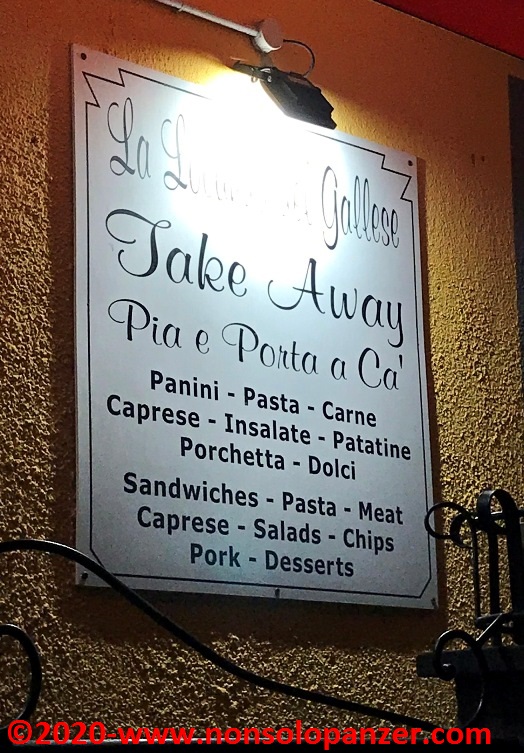 La Gallese
Take Away
Pia e Porta a Ca'
Panini - Pasta - Carne
Caprese - Insalate - Patatine
Porchetta - Dolci
Sandwiches - Pasta - Meat
Caprese - Salads - Chips
Pork - Desserts
©2020-www.nonsolopanzer.com